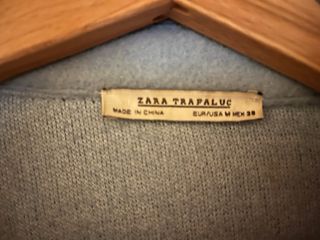 ZARA TRAFALUC
MADE IN CHINA EUR/USA M MEX 28